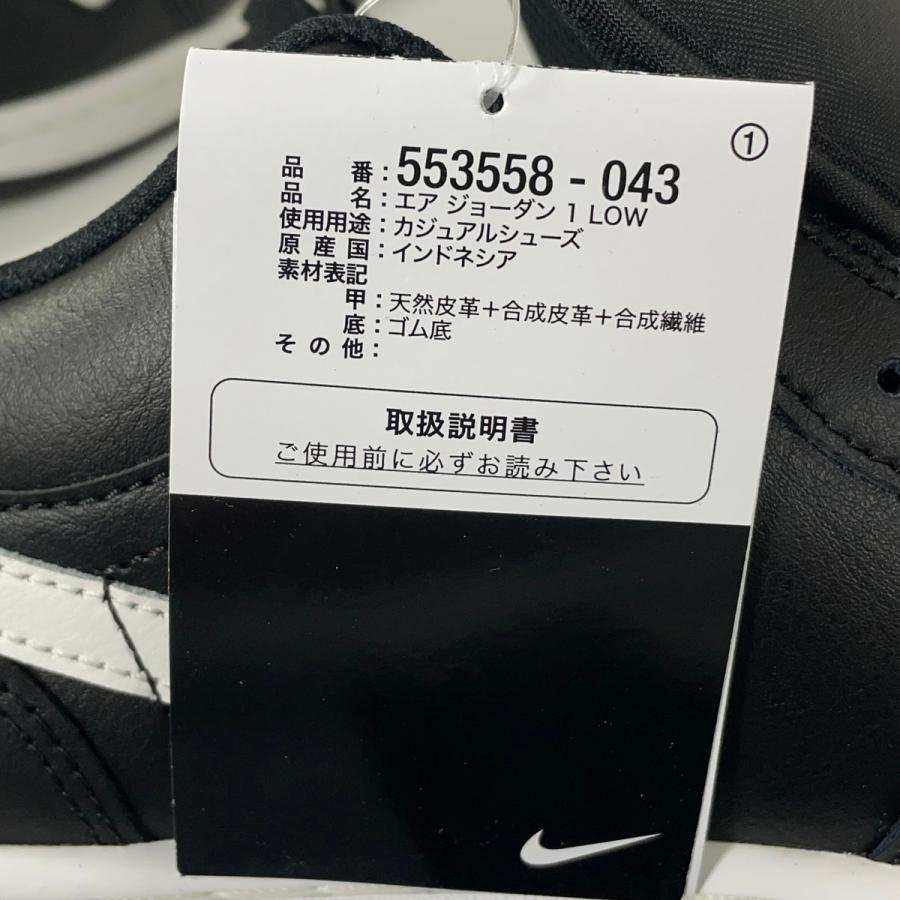 ①
品番：553558 - 043
品名：エア ジョーダン 1 LOW
使用用途：カジュアルシューズ
原産国：インドネシア
素材表記
甲：天然皮革＋合成皮革＋合成繊維
底：ゴム底
その他：
取扱説明書
ご使用前に必ずお読み下さい